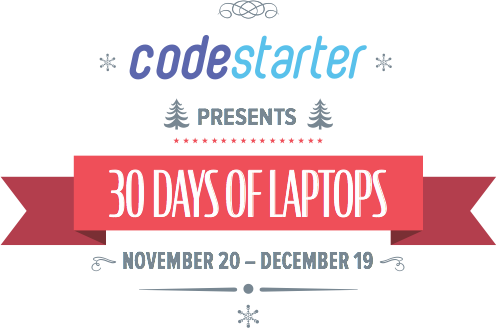 codestarter
PRESENTS
30 DAYS OF LAPTOPS
NOVEMBER 20 – DECEMBER 19